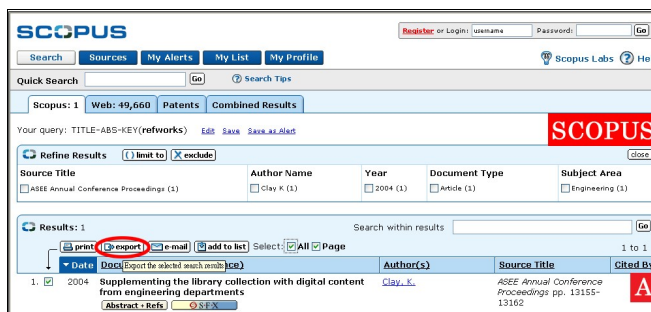 SCOPUS
Register or Login: username Password: Go
Search Sources My Alerts My List My Profile Scopus Labs ? He
Quick Search Go ? Search Tips
Scopus: 1 Web: 49,660 Patents Combined Results
Your query: TITLE-ABS-KEY(refworks) Edit Save Save as Alert
SCOPUS
Refine Results limit to exclude close
Source Title Author Name Year Document Type Subject Area
ASEE Annual Conference Proceedings (1) Clay K (1) 2004 (1) Article (1) Engineering (1)
Results: 1 Search within results Go
print export e-mail add to list Select: All Page 1 to 1
Export the selected search results
Date Docu ce) Author(s) Source Title Cited By
1. 2004 Supplementing the library collection with digital content Clay, K. ASEE Annual Conference
from engineering departments Proceedings pp. 13155-
13162
Abstract + Refs S·F·X
A